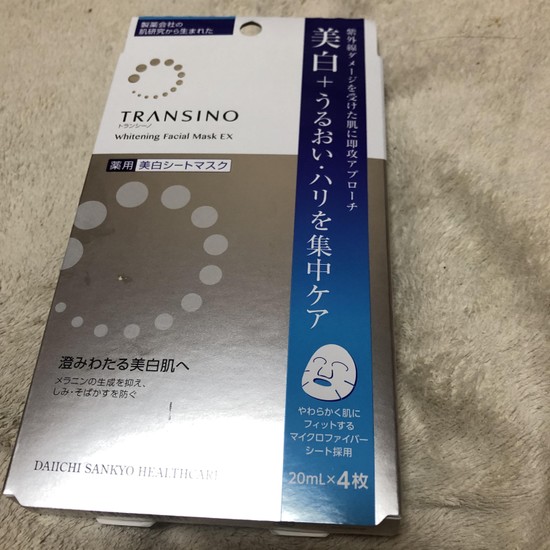 製薬会社の
肌研究から生まれた
TRANSINO
トランシーノ
Whitening Facial Mask EX
薬用 美白シートマスク
紫外線ダメージを受けた肌に即攻アプローチ
美白+うるおい・ハリを集中ケア
澄みわたる美白肌へ
メラニンの生成を抑え、
しみ・そばかすを防ぐ
やわらかく肌に
フィットする
マイクロファイバー
シート採用
20mL×4枚
DAIICHI SANKYO HEALTHCARE